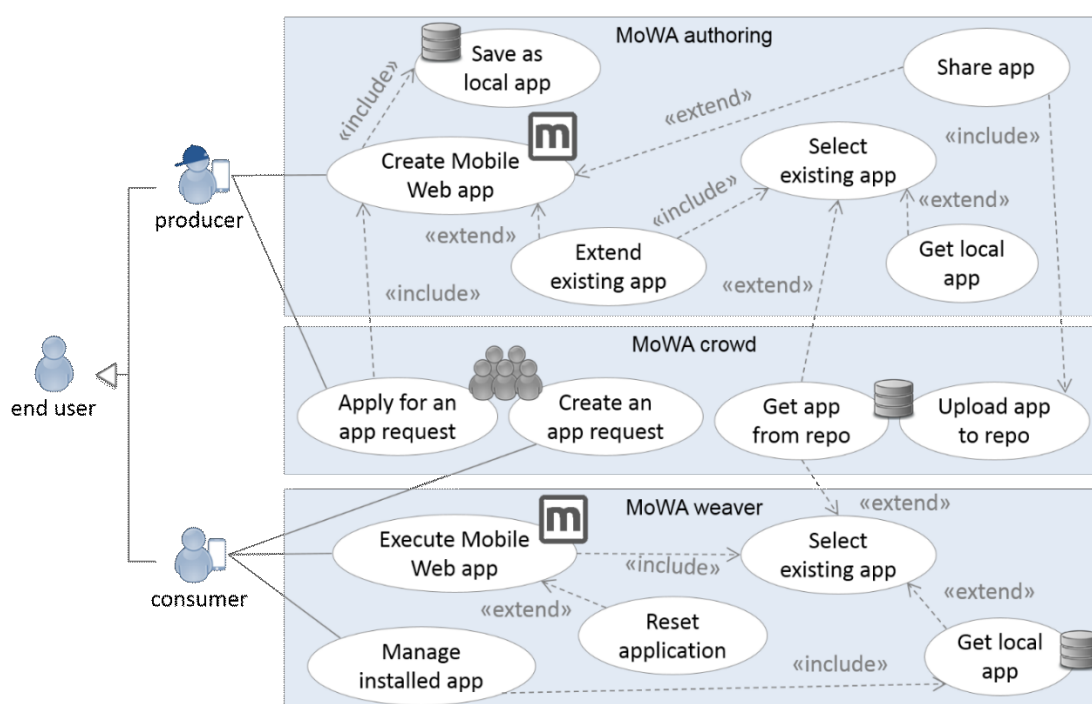 MoWA authoring
Save as
local app
Share app
«include»
«extend»
«include»
m
Create Mobile
Web app
Select
existing app
producer
«extend»
«include»
«extend»
Extend
existing app
Get local
app
«include»
«extend»
MoWA crowd
end user
Apply for an
app request
Create an
app request
Get app
from repo
Upload app
to repo
MoWA weaver
«extend»
m
Execute Mobile
Web app
Select
existing app
«include»
consumer
«extend»
«extend»
Reset
application
Manage
installed app
«include»
Get local
app